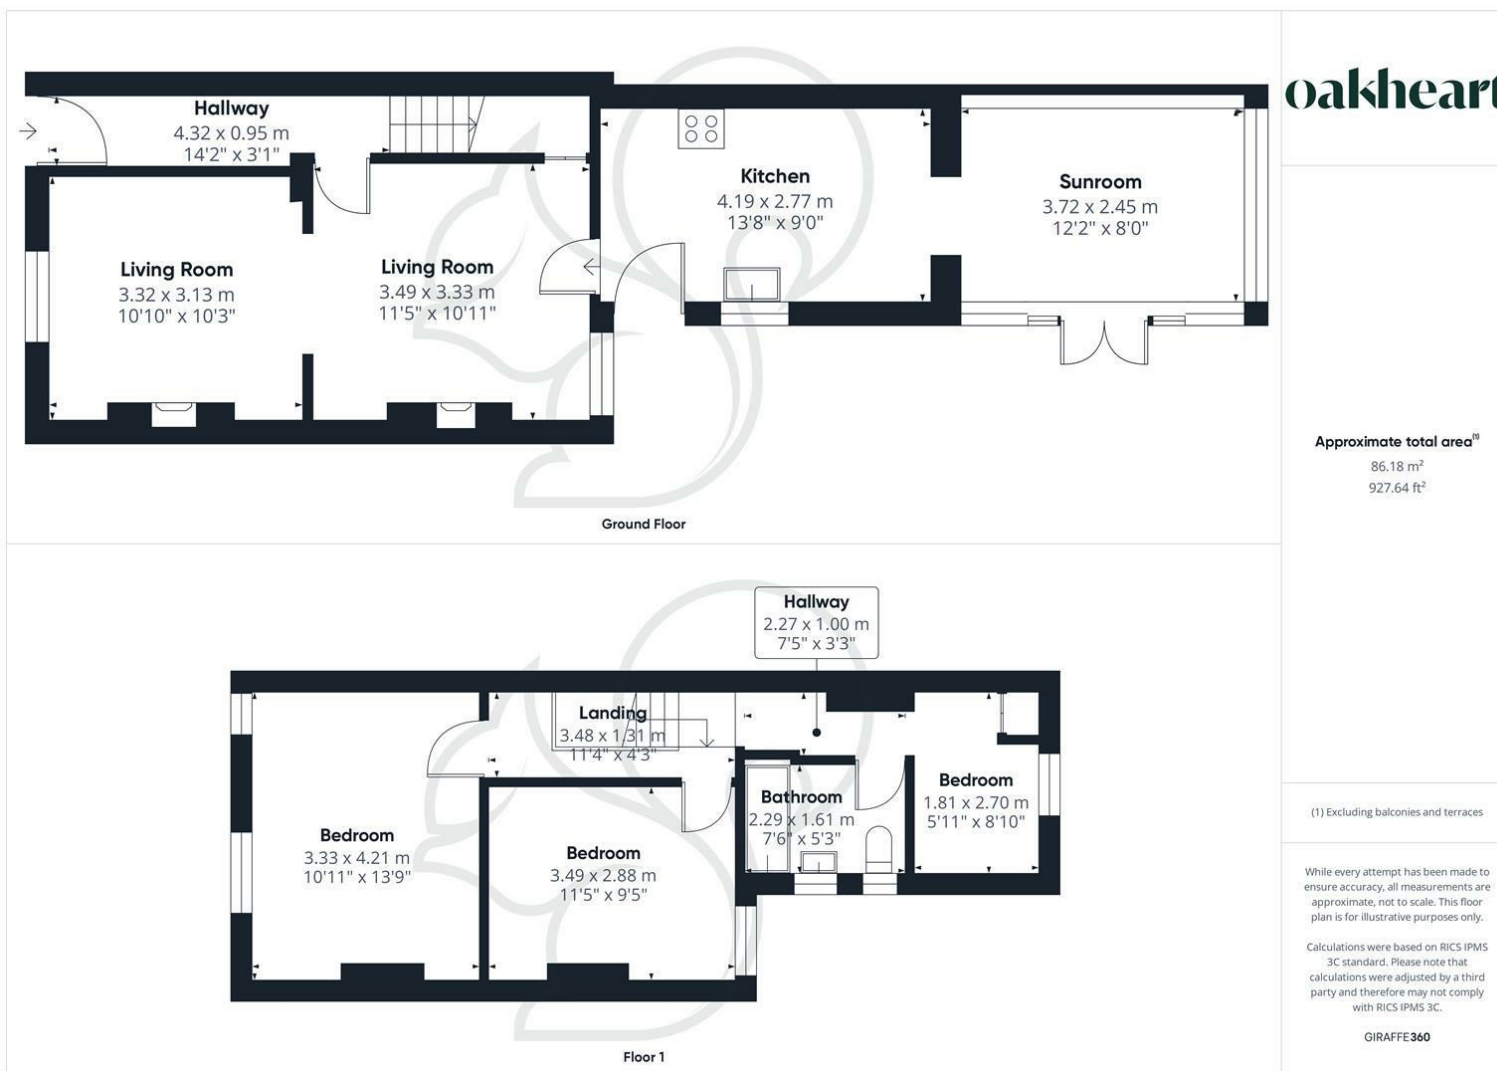 oakheart
Hallway
4.32 x 0.95 m
14'2" x 3'1"
Kitchen
4.19 x 2.77 m
13'8" x 9'0"
Sunroom
3.72 x 2.45 m
12'2" x 8'0"
Living Room
3.32 x 3.13 m
10'10" x 10'3"
Living Room
3.49 x 3.33 m
11'5" x 10'11"
Ground Floor
Approximate total area(1)
86.18 m²
927.64 ft²
Hallway
2.27 x 1.00 m
7'5" x 3'3"
Landing
3.48 x 1.31 m
11'4" x 4'3"
Bathroom
2.29 x 1.61 m
7'6" x 5'3"
Bedroom
1.81 x 2.70 m
5'11" x 8'10"
Bedroom
3.33 x 4.21 m
10'11" x 13'9"
Bedroom
3.49 x 2.88 m
11'5" x 9'5"
Floor 1
(1) Excluding balconies and terraces
While every attempt has been made to
ensure accuracy, all measurements are
approximate, not to scale. This floor
plan is for illustrative purposes only.
Calculations were based on RICS IPMS
3C standard. Please note that
calculations were adjusted by a third
party and therefore may not comply
with RICS IPMS 3C.
GIRAFFE360